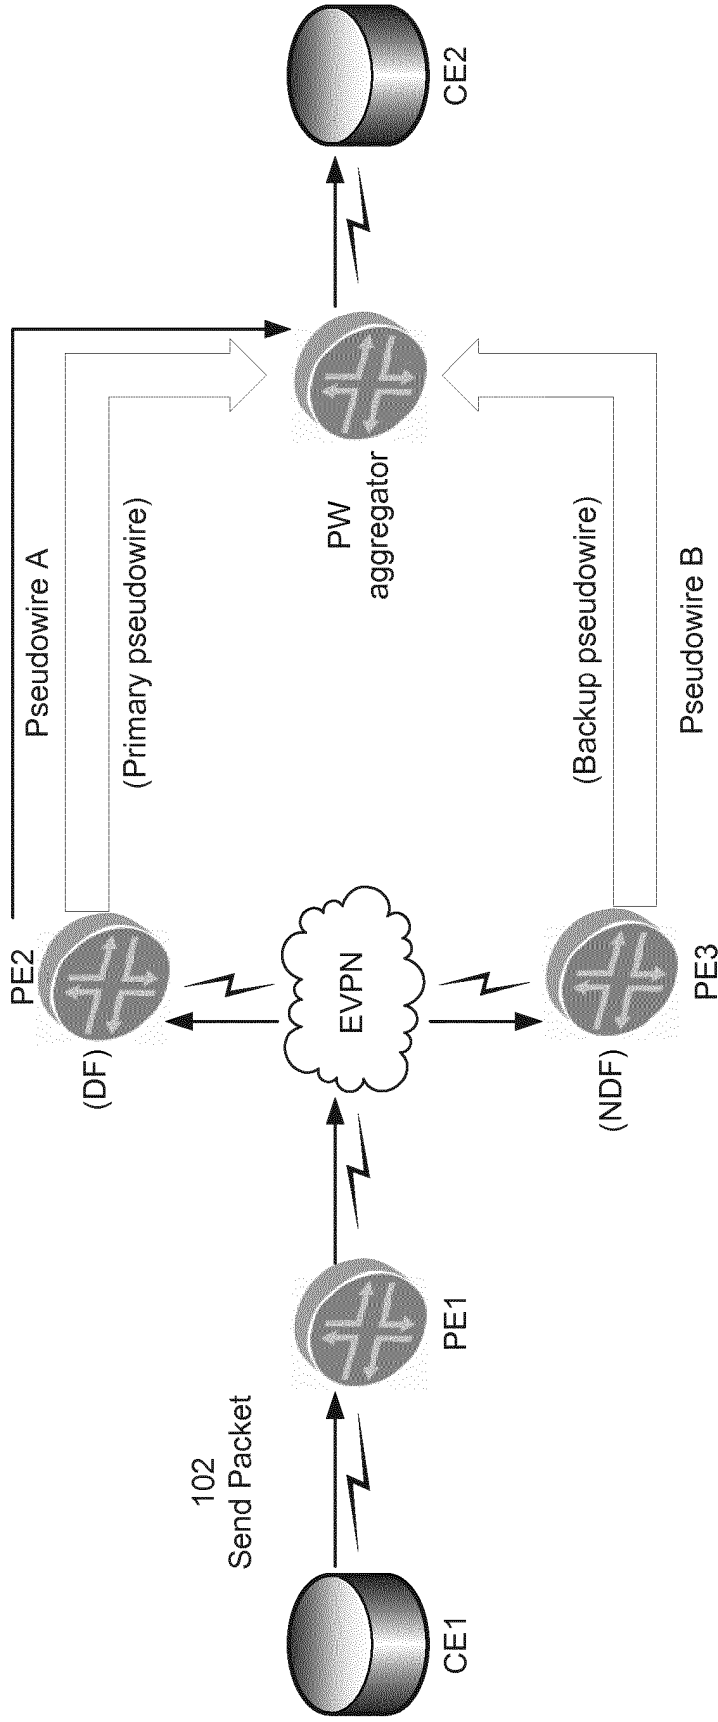 102
Send Packet
CE1
PE1
EVPN
PE2
(DF)
PE3
(NDF)
Pseudowire A
(Primary pseudowire)
(Backup pseudowire)
Pseudowire B
PW
aggregator
CE2